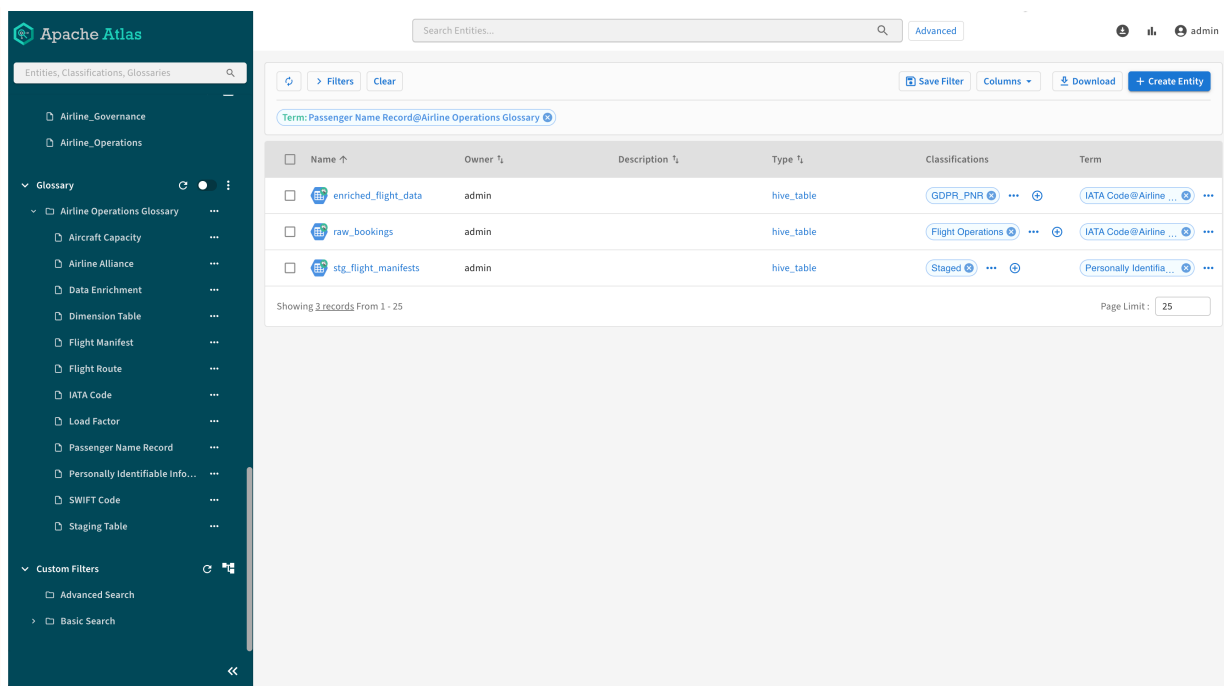 Apache Atlas
Search Entities...
Advanced
admin
Entities, Classifications, Glossaries
Airline_Governance
Airline_Operations
Glossary
Airline Operations Glossary
Aircraft Capacity
Airline Alliance
Data Enrichment
Dimension Table
Flight Manifest
Flight Route
IATA Code
Load Factor
Passenger Name Record
Personally Identifiable Info...
SWIFT Code
Staging Table
Custom Filters
Advanced Search
Basic Search
Filters Clear Save Filter Columns Download + Create Entity
Term: Passenger Name Record@Airline Operations Glossary
Name Owner Description Type Classifications Term
enriched_flight_data admin hive_table GDPR_PNR IATA Code@Airline ...
raw_bookings admin hive_table Flight Operations IATA Code@Airline ...
stg_flight_manifests admin hive_table Staged Personally Identifia...
Showing 3 records From 1 - 25 Page Limit : 25